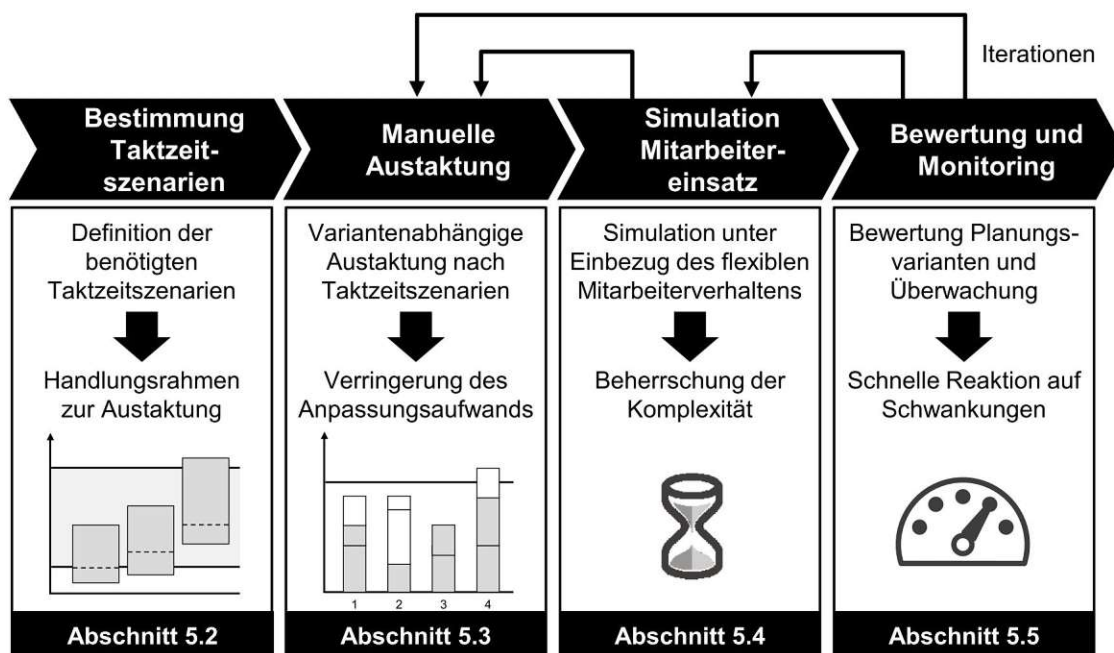 Iterationen
Bestimmung
Taktzeit-
szenarien
Manuelle
Austaktung
Simulation
Mitarbeiter-
einsatz
Bewertung und
Monitoring
Definition der
benötigten
Taktzeitszenarien
Handlungsrahmen
zur Austaktung
Abschnitt 5.2
Variantenabhängige
Austaktung nach
Taktzeitszenarien
Verringerung des
Anpassungsaufwands
1 2 3 4
Abschnitt 5.3
Simulation unter
Einbezug des flexiblen
Mitarbeiterverhaltens
Beherrschung der
Komplexität
Abschnitt 5.4
Bewertung Planungs-
varianten und
Überwachung
Schnelle Reaktion auf
Schwankungen
Abschnitt 5.5